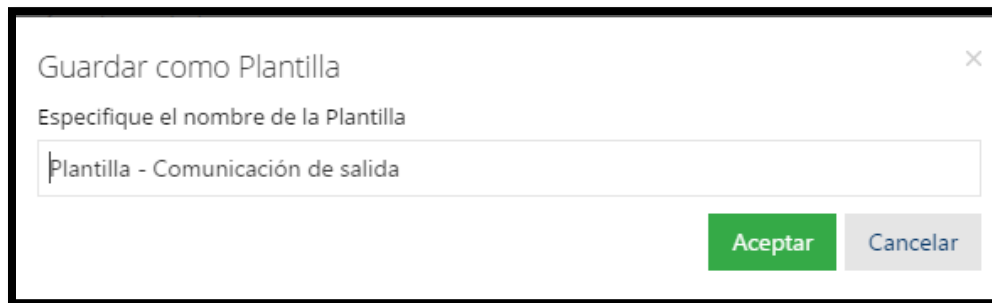 Guardar como Plantilla
Especifique el nombre de la Plantilla
Plantilla - Comunicación de salida
Aceptar Cancelar